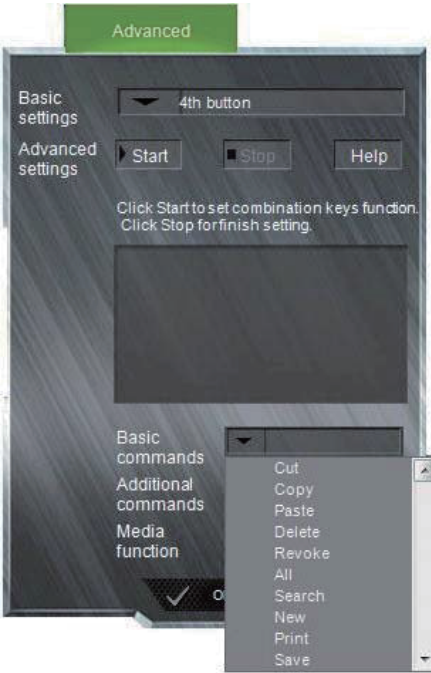 Advanced
Basic
settings
4th button
Advanced
settings
Start
Stop
Help
Click Start to set combination keys function.
Click Stop for finish setting.
Basic
commands
Additional
commands
Media
function
Cut
Copy
Paste
Delete
Revoke
All
Search
New
Print
Save